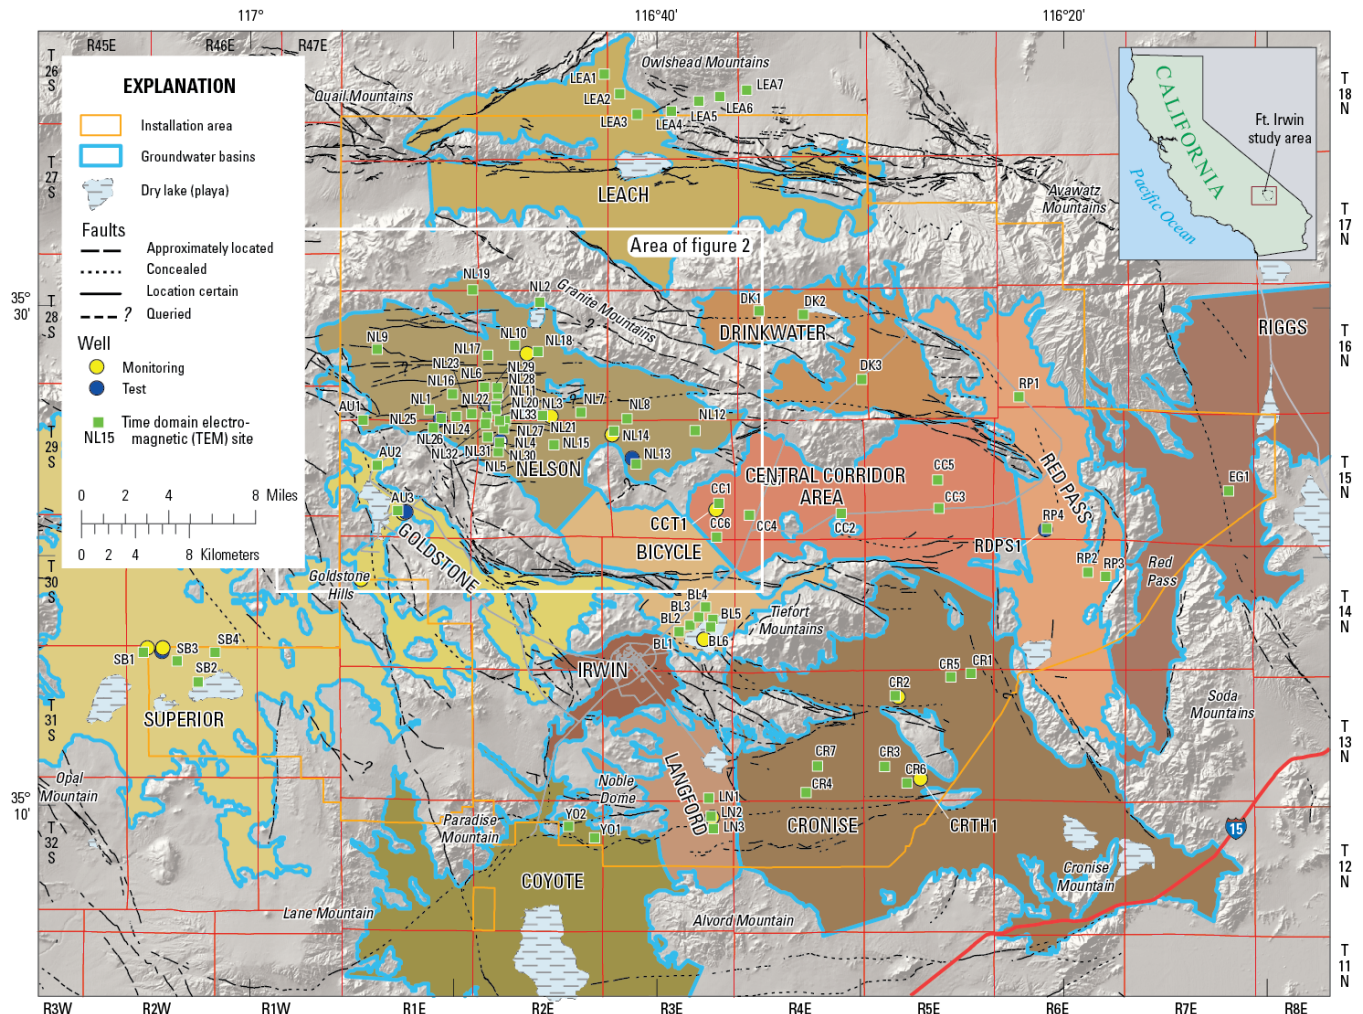 117°
116°40'
116°20'
R45E
R46E
R47E
T
26
S
T
27
S
35°
30'
T
28
S
T
29
S
T
30
S
T
31
S
35°
10'
T
32
S
T
18
N
T
17
N
T
16
N
T
15
N
T
14
N
T
13
N
T
12
N
T
11
N
EXPLANATION
Installation area
Groundwater basins
Dry lake (playa)
Faults
Approximately located
Concealed
Location certain
? Queried
Well
Monitoring
Test
NL15
Time domain electro-
magnetic (TEM) site
0 2 4 8 Miles
0 2 4 8 Kilometers
CALIFORNIA
Pacific Ocean
Ft. Irwin
study area
Quail Mountains
Owlshead Mountains
LEA1
LEA2
LEA3
LEA4
LEA5
LEA6
LEA7
LEACH
Avawatz
Mountains
Area of figure 2
NL19
NL2
Granite Mountains
?
DK1
DK2
DRINKWATER
DK3
RIGGS
NL9
NL10
NL18
NL17
NL23
NL29
NL28
NL6
NL11
NL16
NL1
NL22
NL20
NL3
NL7
NL8
NL12
AU1
NL25
NL33
NL24
NL27
NL21
NL14
NL26
NL4
NL15
NL32
NL31
NL30
NL13
NL5
NELSON
?
AU2
AU3
GOLDSTONE
Goldstone
Hills
RP1
RED PASS
EG1
CENTRAL CORRIDOR
AREA
CC5
CC3
CC1
CC6
CC4
CC2
CCT1
BICYCLE
RP4
RDPS1
RP2
RP3
Red
Pass
BL4
BL3
BL5
BL2
BL1
BL6
Tiefort
Mountains
IRWIN
SB4
SB3
SB1
SB2
SUPERIOR
CR5
CR1
CR2
Soda
Mountains
Opal
Mountain
LANGFORD
CR7
CR3
CR6
CR4
Noble
Dome
LN1
LN2
LN3
CRONISE
CRTH1
15
Paradise
Mountain
YO2
YO1
COYOTE
Cronise
Mountain
Lane Mountain
Alvord Mountain
R3W
R2W
R1W
R1E
R2E
R3E
R4E
R5E
R6E
R7E
R8E